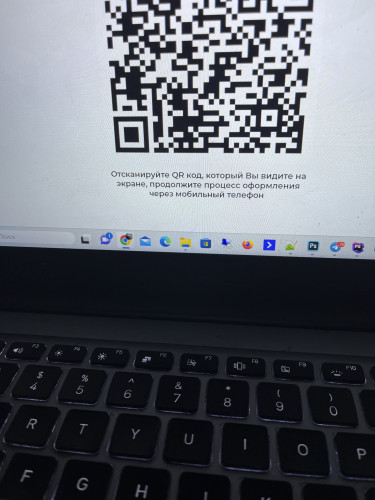 Отсканируйте QR код, который Вы видите на
экране, продолжите процесс оформления
через мобильный телефон
Ps
F3 F4 F5 F6 F7 F8 F9 F10
$ % ^ & * ( )
4 5 6 7 8 9 0
R T Y U I O P
F G H J K